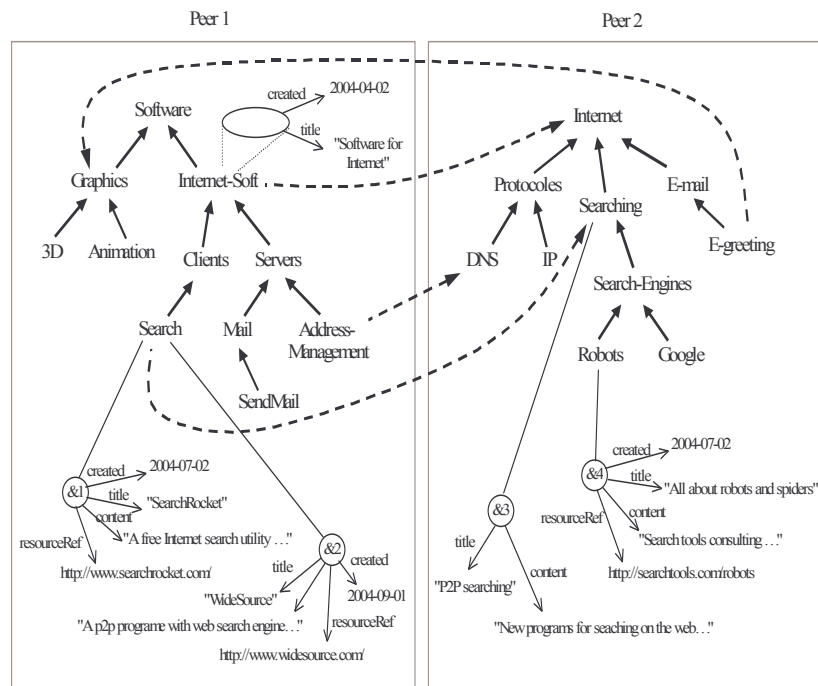 Peer 1
Peer 2
created
2004-04-02
Software
title
"Software for
Internet"
Internet
Graphics
Internet-Soft
Protocoles
E-mail
Searching
3D
Animation
Clients
Servers
DNS
IP
E-greeting
Search-Engines
Search
Mail
Address-
Management
Robots
Google
SendMail
created
2004-07-02
&1
title
"SearchRocket"
content
resourceRef
"A free Internet search utility …"
http://www.searchrocket.com/
&2
created
title
"WideSource"
2004-09-01
"A p2p programe with web search engine…"
resourceRef
http://www.widesource.com/
created
2004-07-02
&4
title
"All about robots and spiders"
resourceRef
content
"Search tools consulting …"
http://searchtools.com/robots
&3
title
"P2P searching"
content
"New programs for seaching on the web…"